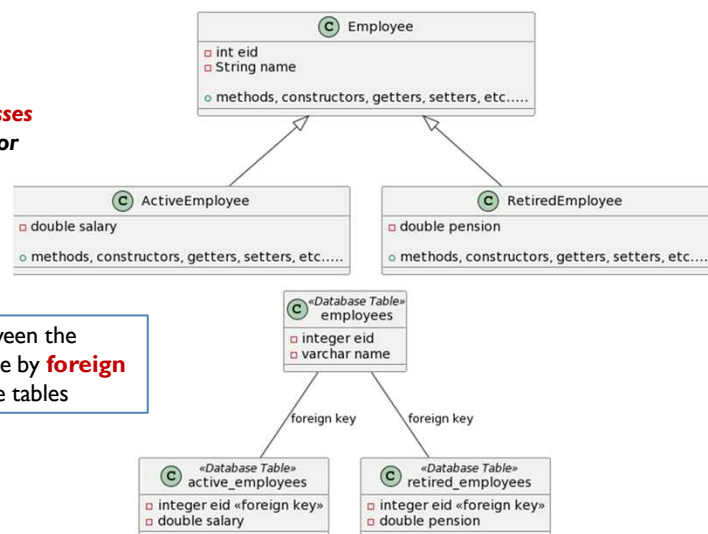 C Employee
int eid
String name
methods, constructors, getters, setters, etc.....
C ActiveEmployee
double salary
methods, constructors, getters, setters, etc.....
C RetiredEmployee
double pension
methods, constructors, getters, setters, etc....
foreign
tables
C «Database Table»
employees
integer eid
varchar name
foreign key
foreign key
C «Database Table»
active_employees
integer eid «foreign key»
double salary
C «Database Table»
retired_employees
integer eid «foreign key»
double pension
or
the
by